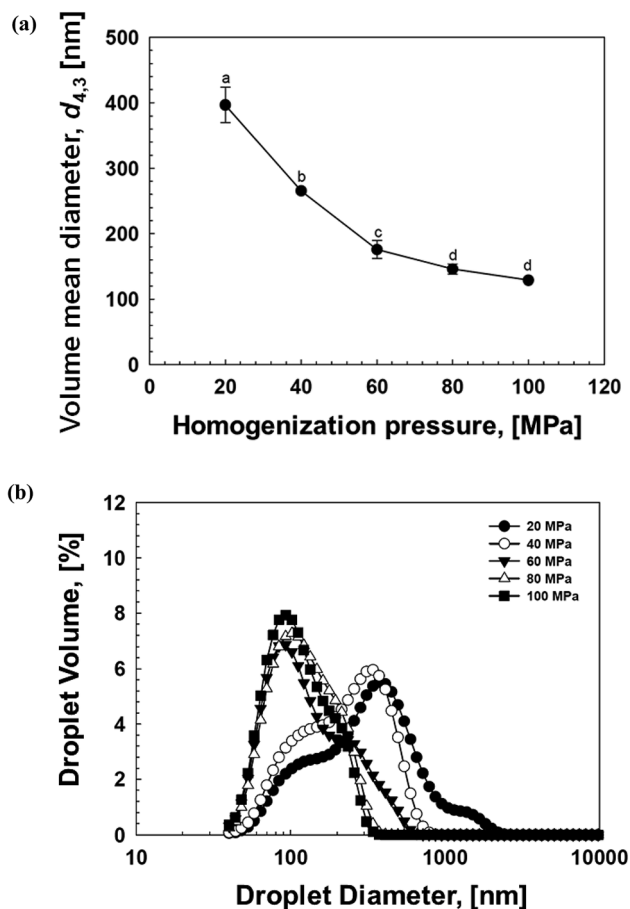 (a)
Volume mean diameter, d4,3 [nm]
500
400
300
200
100
0
a
b
c
d
d
0 20 40 60 80 100 120
Homogenization pressure, [MPa]
(b)
Droplet Volume, [%]
12
10
8
6
4
2
0
20 MPa
40 MPa
60 MPa
80 MPa
100 MPa
10 100 1000 10000
Droplet Diameter, [nm]